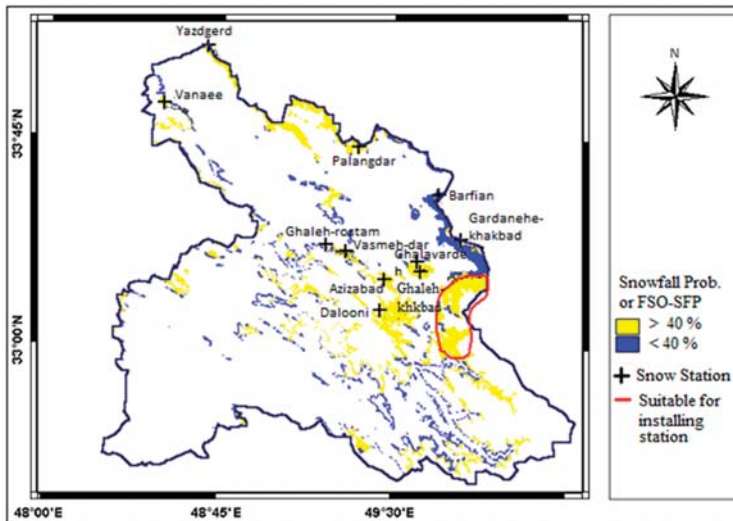 Yazdgerd
Vanaee
33°45'N
Palangdar
Barfian
Gardanehe-
khakbad
Ghaleh-rostam
Vasmeh-dar
Ghalavarde
h
Azizabad
Ghaleh-
khkbad
Dalooni
33°00'N
48°00'E
48°45'E
49°30'E
N
Snowfall Prob.
or FSO-SFP
> 40 %
< 40 %
Snow Station
Suitable for
installing
station